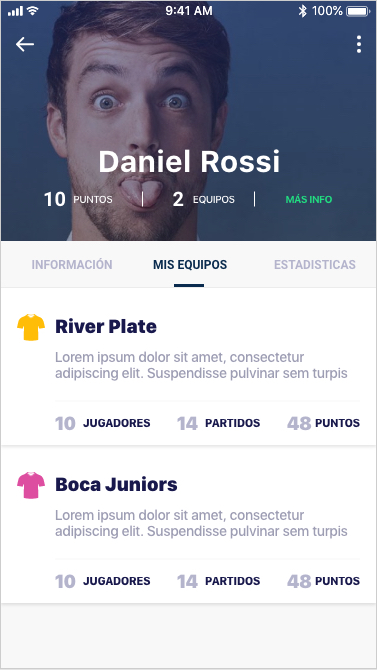 9:41 AM 100%
Daniel Rossi
10 PUNTOS 2 EQUIPOS MÁS INFO
INFORMACIÓN MIS EQUIPOS ESTADISTICAS
River Plate
Lorem ipsum dolor sit amet, consectetur
adipiscing elit. Suspendisse pulvinar sem turpis
10 JUGADORES 14 PARTIDOS 48 PUNTOS
Boca Juniors
Lorem ipsum dolor sit amet, consectetur
adipiscing elit. Suspendisse pulvinar sem turpis
10 JUGADORES 14 PARTIDOS 48 PUNTOS